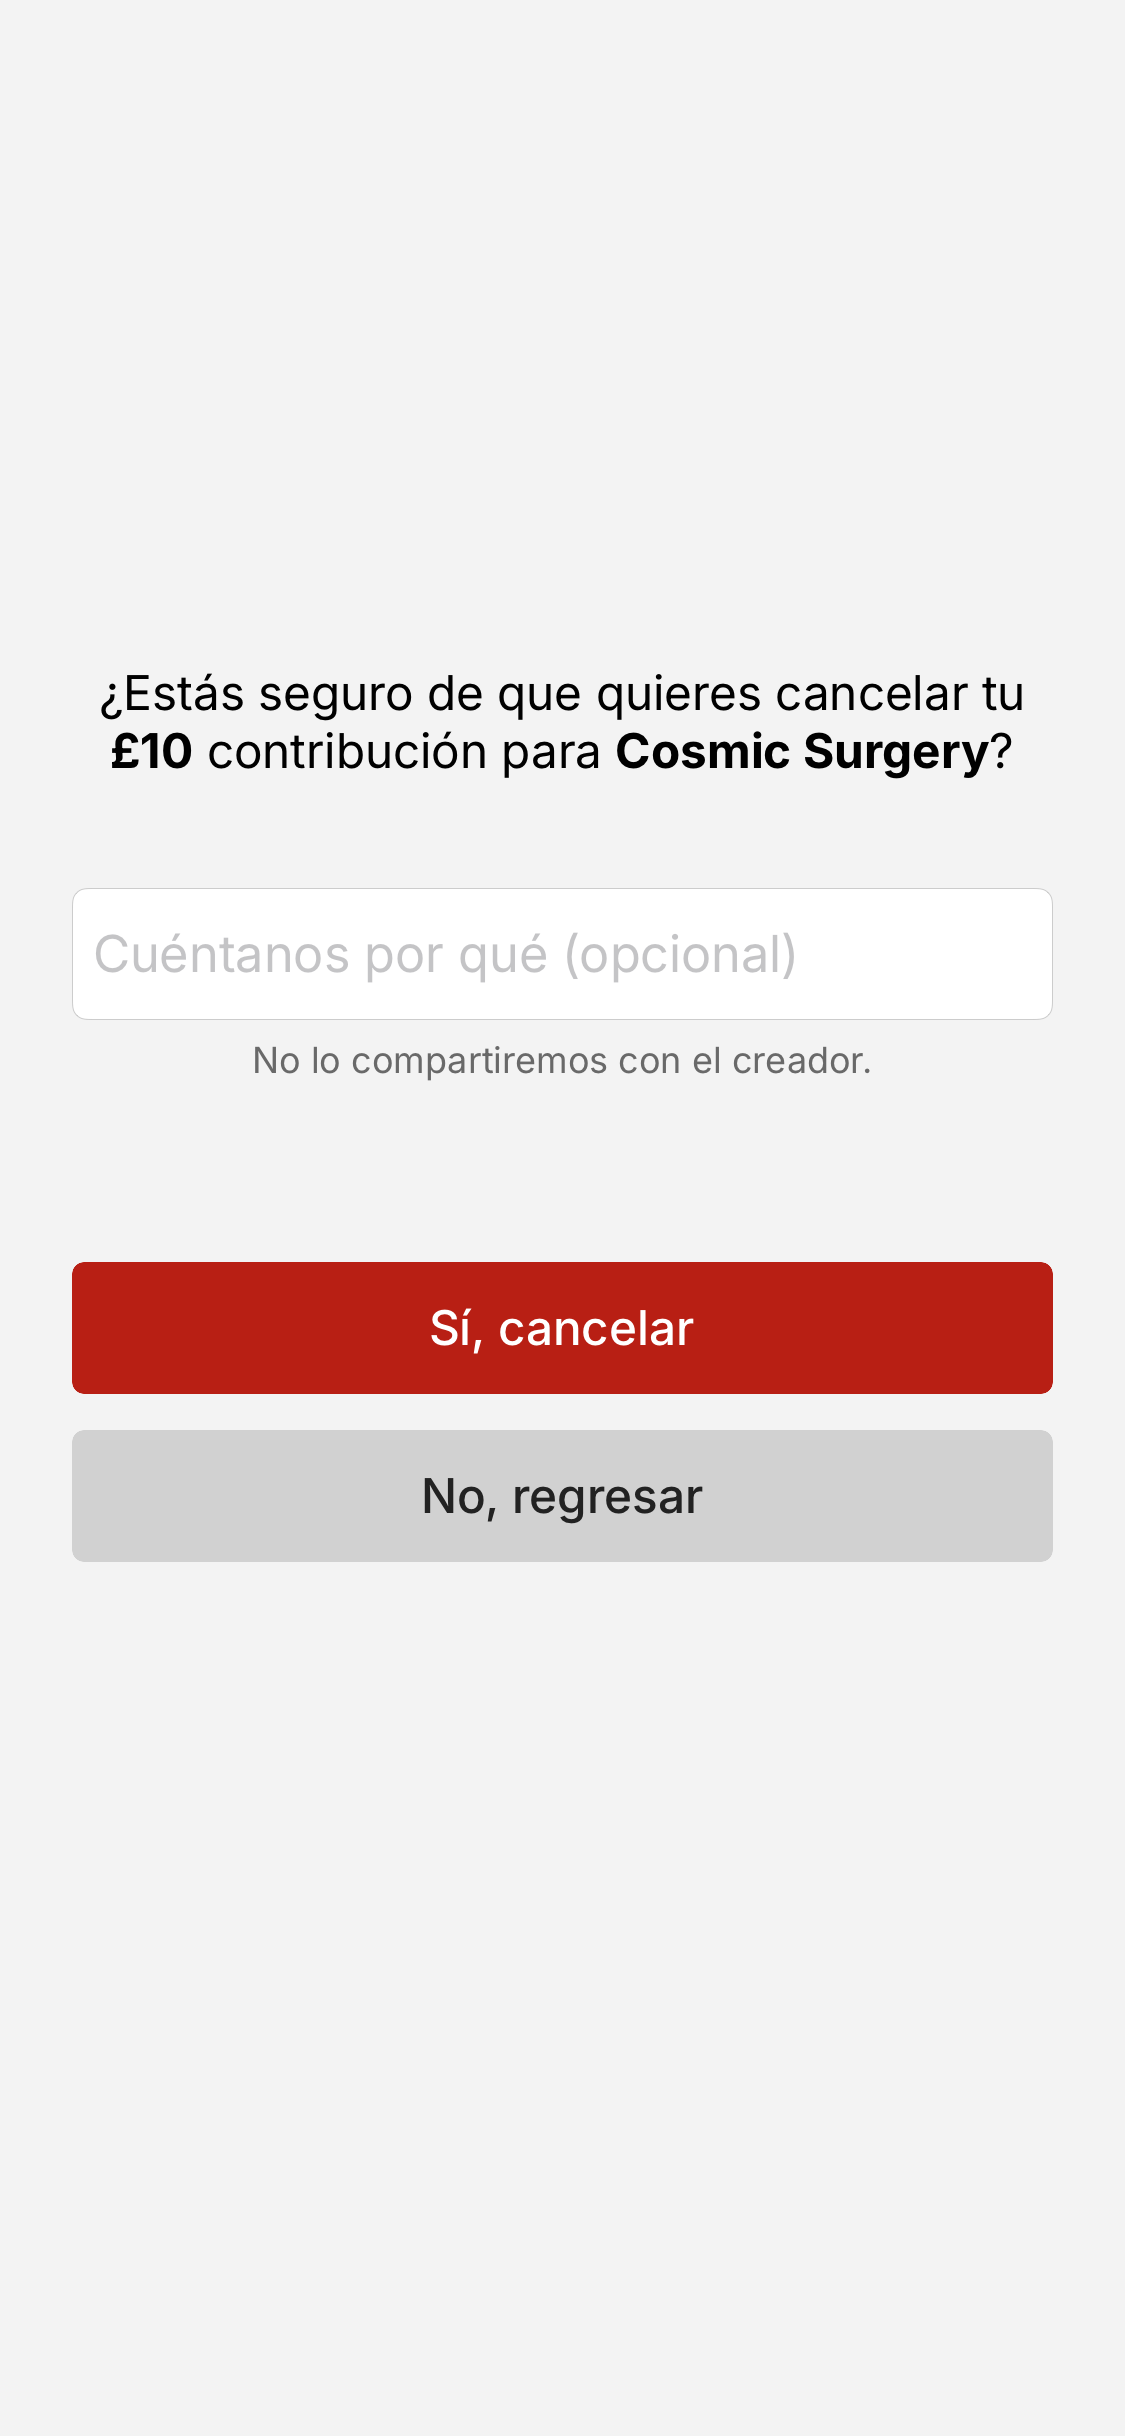 ¿Estás seguro de que quieres cancelar tu
£10 contribución para Cosmic Surgery?
Cuéntanos por qué (opcional)
No lo compartiremos con el creador.
Sí, cancelar
No, regresar